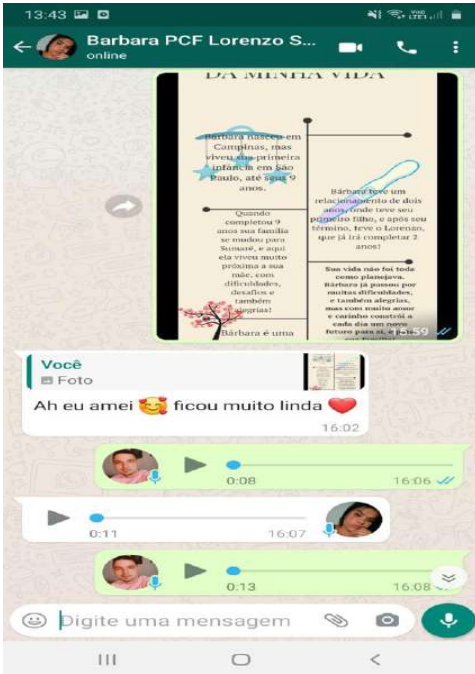 13:43
Barbara PCF Lorenzo S...
online
DA MINHA VIDA
Bárbara nasceu em
Campinas, mas
viveu sua primeira
infância em São
Paulo, até seus 9
anos.
Bárbara teve um
relacionamento de dois
anos, onde teve seu
primeiro filho, e após seu
término, teve o Lorenzo,
que já irá completar 2
anos!
Quando
completou 9
anos sua família
se mudou para
Sumaré, e aqui
ela viveu muito
próxima a sua
mãe, com
dificuldades,
desafios e
também
alegrias!
Sua vida não foi toda
como planejava.
Bárbara já passou por
muitas dificuldades,
e também alegrias,
mas com muito amor
e carinho constrói a
cada dia um novo
futuro para si, e
Bárbara é uma
15:59
Você
Foto
Ah eu amei 🥰 ficou muito linda ❤️
16:02
0:08 16:06
0:11 16:07
0:13 16:08
Digite uma mensagem